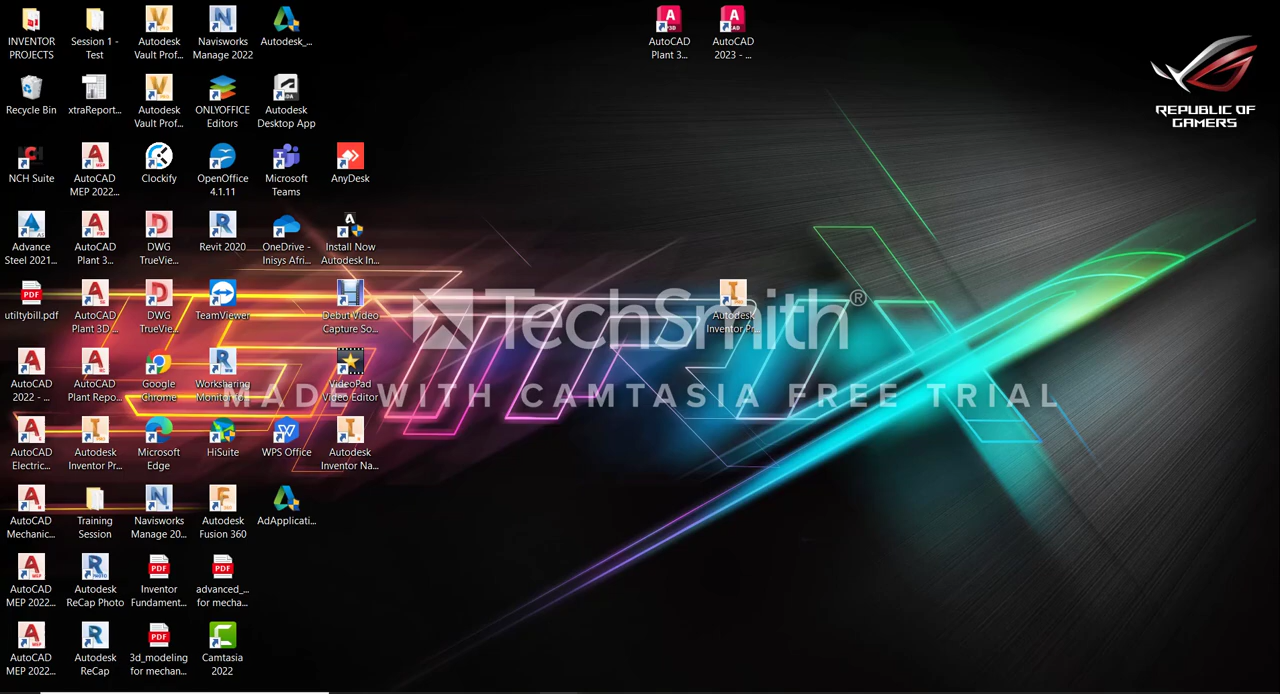 INVENTOR
PROJECTS
Session 1 -
Test
Autodesk
Vault Prof...
Navisworks
Manage 2022
Autodesk_...
AutoCAD
Plant 3...
AutoCAD
2023 - ...
REPUBLIC OF
GAMERS
Recycle Bin
xtraReport...
Autodesk
Vault Prof...
ONLYOFFICE
Editors
Autodesk
Desktop App
NCH Suite
AutoCAD
MEP 2022...
Clockify
OpenOffice
4.1.11
Microsoft
Teams
AnyDesk
Advance
Steel 2021...
AutoCAD
Plant 3...
DWG
TrueVie...
Revit 2020
OneDrive -
Inisys Afri...
Install Now
Autodesk In...
utiltybill.pdf
AutoCAD
Plant 3D ...
DWG
TrueVie...
TeamViewer
Debut Video
Capture So...
Autodesk
Inventor Pr...
TechSmith®
MADE WITH CAMTASIA FREE TRIAL
AutoCAD
2022 - ...
AutoCAD
Plant Repo...
Google
Chrome
Worksharing
Monitor fo...
VideoPad
Video Editor
AutoCAD
Electric...
Autodesk
Inventor Pr...
Microsoft
Edge
HiSuite
WPS Office
Autodesk
Inventor Na...
AutoCAD
Mechanic...
Training
Session
Navisworks
Manage 20...
Autodesk
Fusion 360
AdApplicati...
AutoCAD
MEP 2022...
Autodesk
ReCap Photo
Inventor
Fundament...
advanced_...
for mecha...
AutoCAD
MEP 2022...
Autodesk
ReCap
3d_modeling
for mechan...
Camtasia
2022